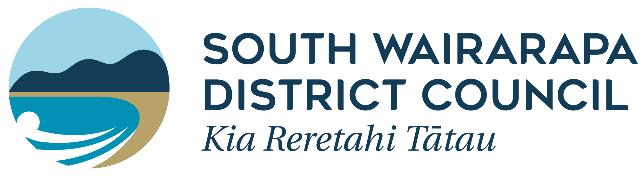 SOUTH WAIRARAPA
DISTRICT COUNCIL
Kia Reretahi Tātau